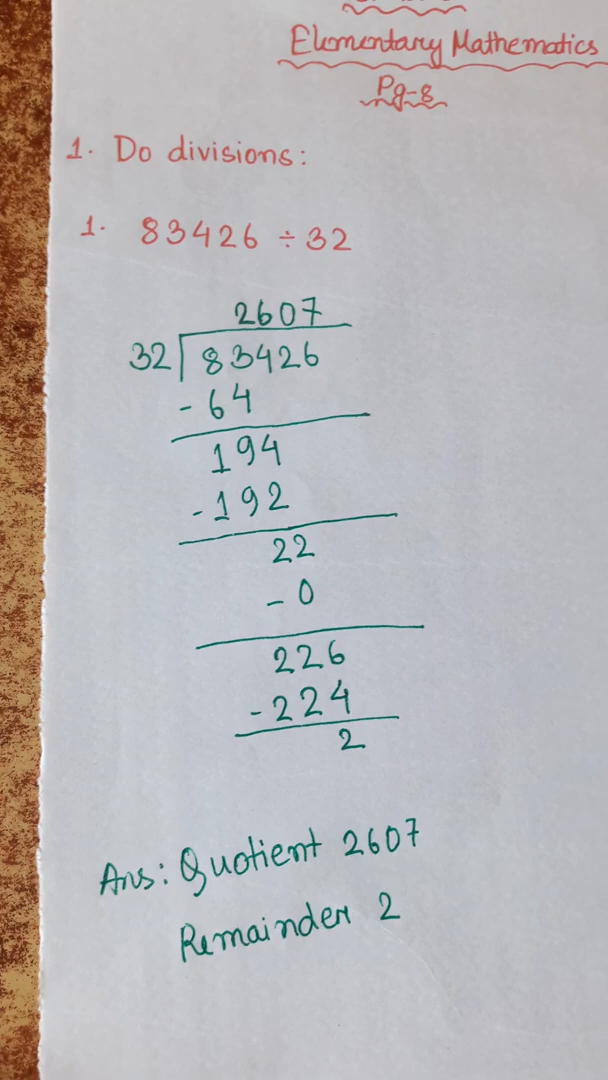 Elementary Mathematics
Pg-8
1. Do divisions:
1. 83426 ÷ 32
2607
32 83426
- 64
194
- 192
22
- 0
226
- 224
2
Ans: Quotient 2607
Remainder 2